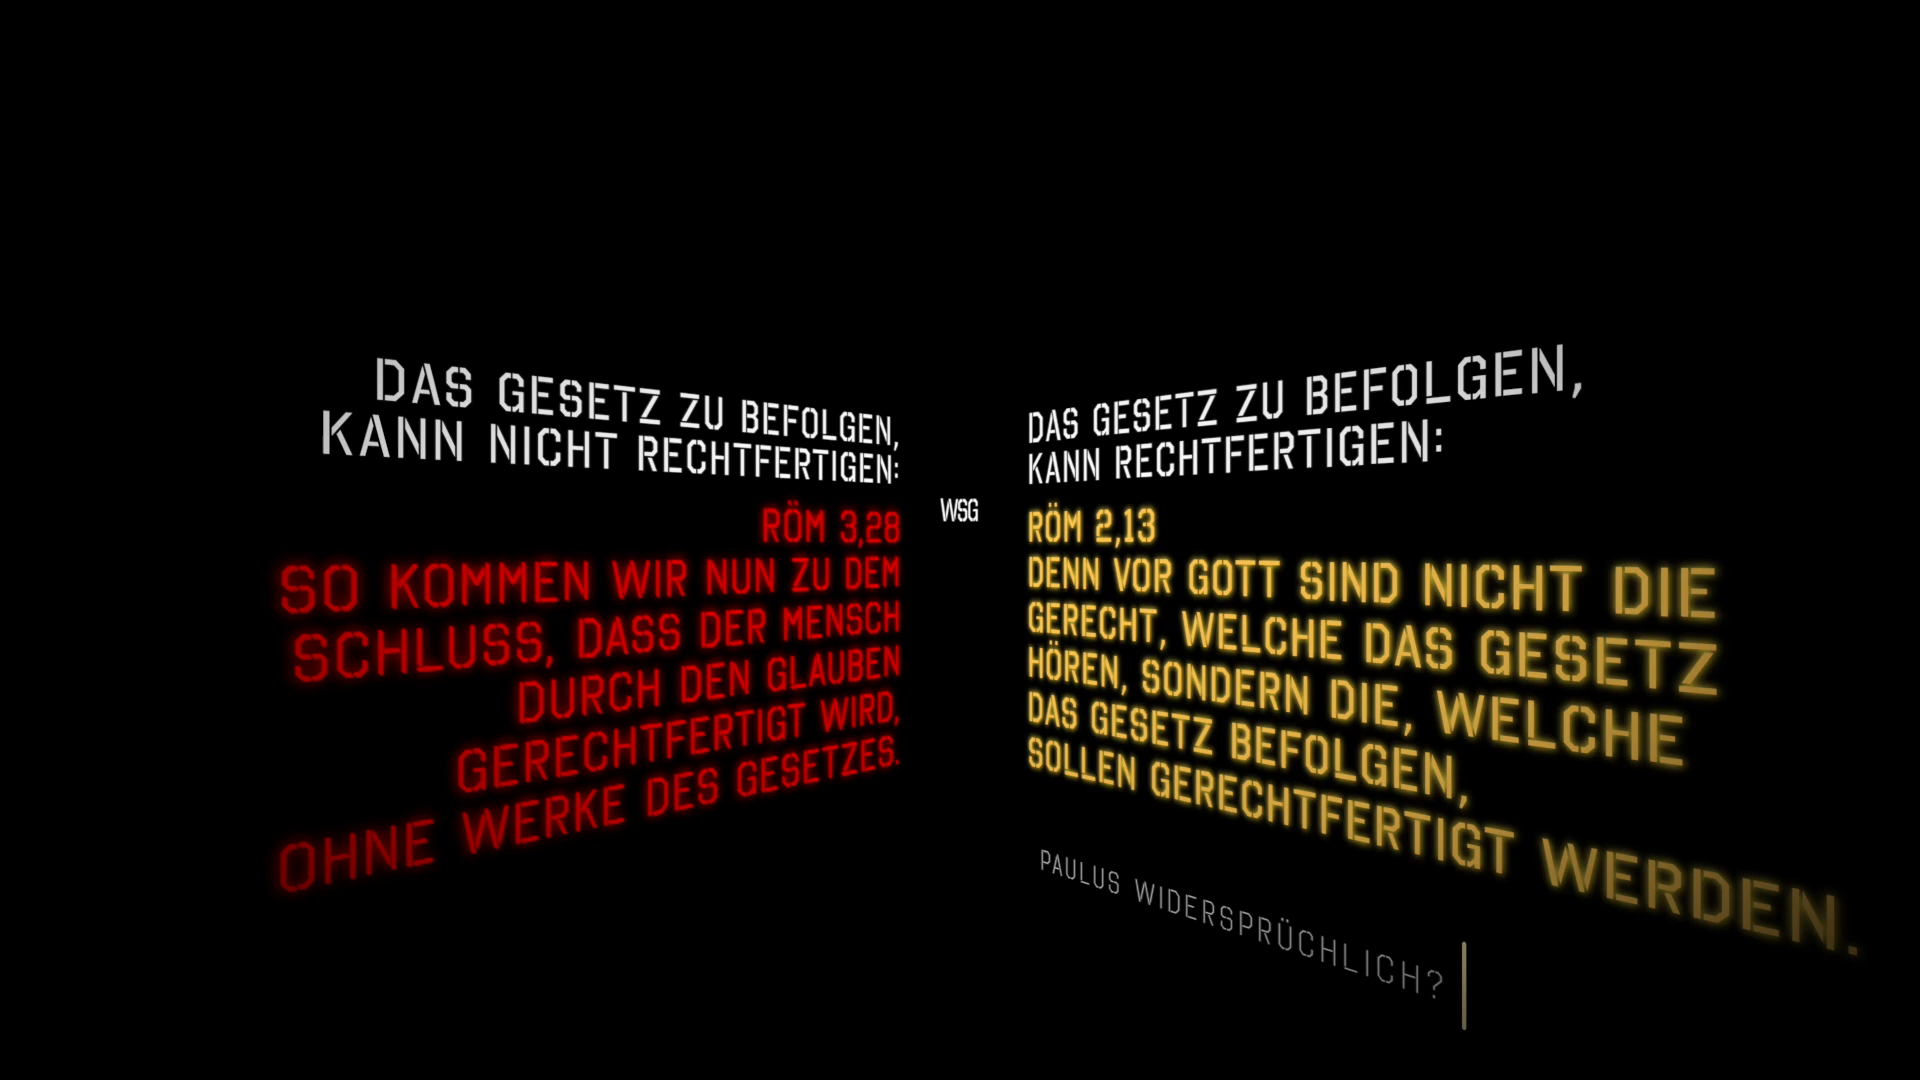 DAS GESETZ ZU BEFOLGEN,
KANN NICHT RECHTFERTIGEN:
RÖM 3,28
SO KOMMEN WIR NUN ZU DEM
SCHLUSS, DASS DER MENSCH
DURCH DEN GLAUBEN
GERECHTFERTIGT WIRD,
OHNE WERKE DES GESETZES.
WSG
DAS GESETZ ZU BEFOLGEN,
KANN RECHTFERTIGEN:
RÖM 2,13
DENN VOR GOTT SIND NICHT DIE
GERECHT, WELCHE DAS GESETZ
HÖREN, SONDERN DIE, WELCHE
DAS GESETZ BEFOLGEN,
SOLLEN GERECHTFERTIGT WERDEN.
PAULUS WIDERSPRÜCHLICH?